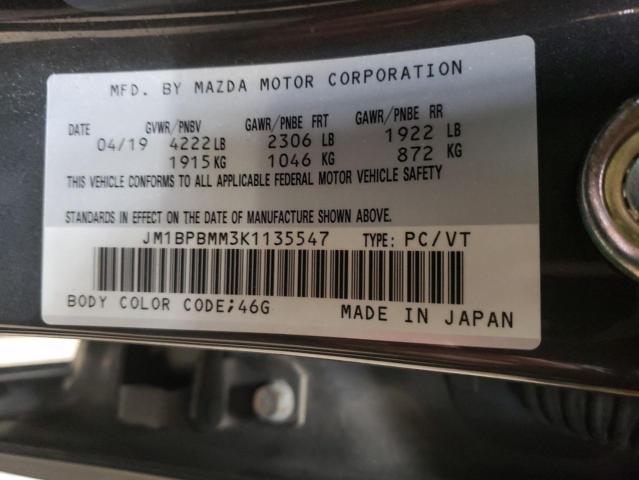 MFD. BY MAZDA MOTOR CORPORATION
DATE GVWR/PNBV GAWR/PNBE FRT GAWR/PNBE RR
04/19 4222LB 2306 LB 1922 LB
1915KG 1046 KG 872 KG
THIS VEHICLE CONFORMS TO ALL APPLICABLE FEDERAL MOTOR VEHICLE SAFETY
STANDARDS IN EFFECT ON THE DATE OF MANUFACTURE SHOWN ABOVE.
JM1BPBMM3K1135547 TYPE: PC/VT
BODY COLOR CODE;46G MADE IN JAPAN